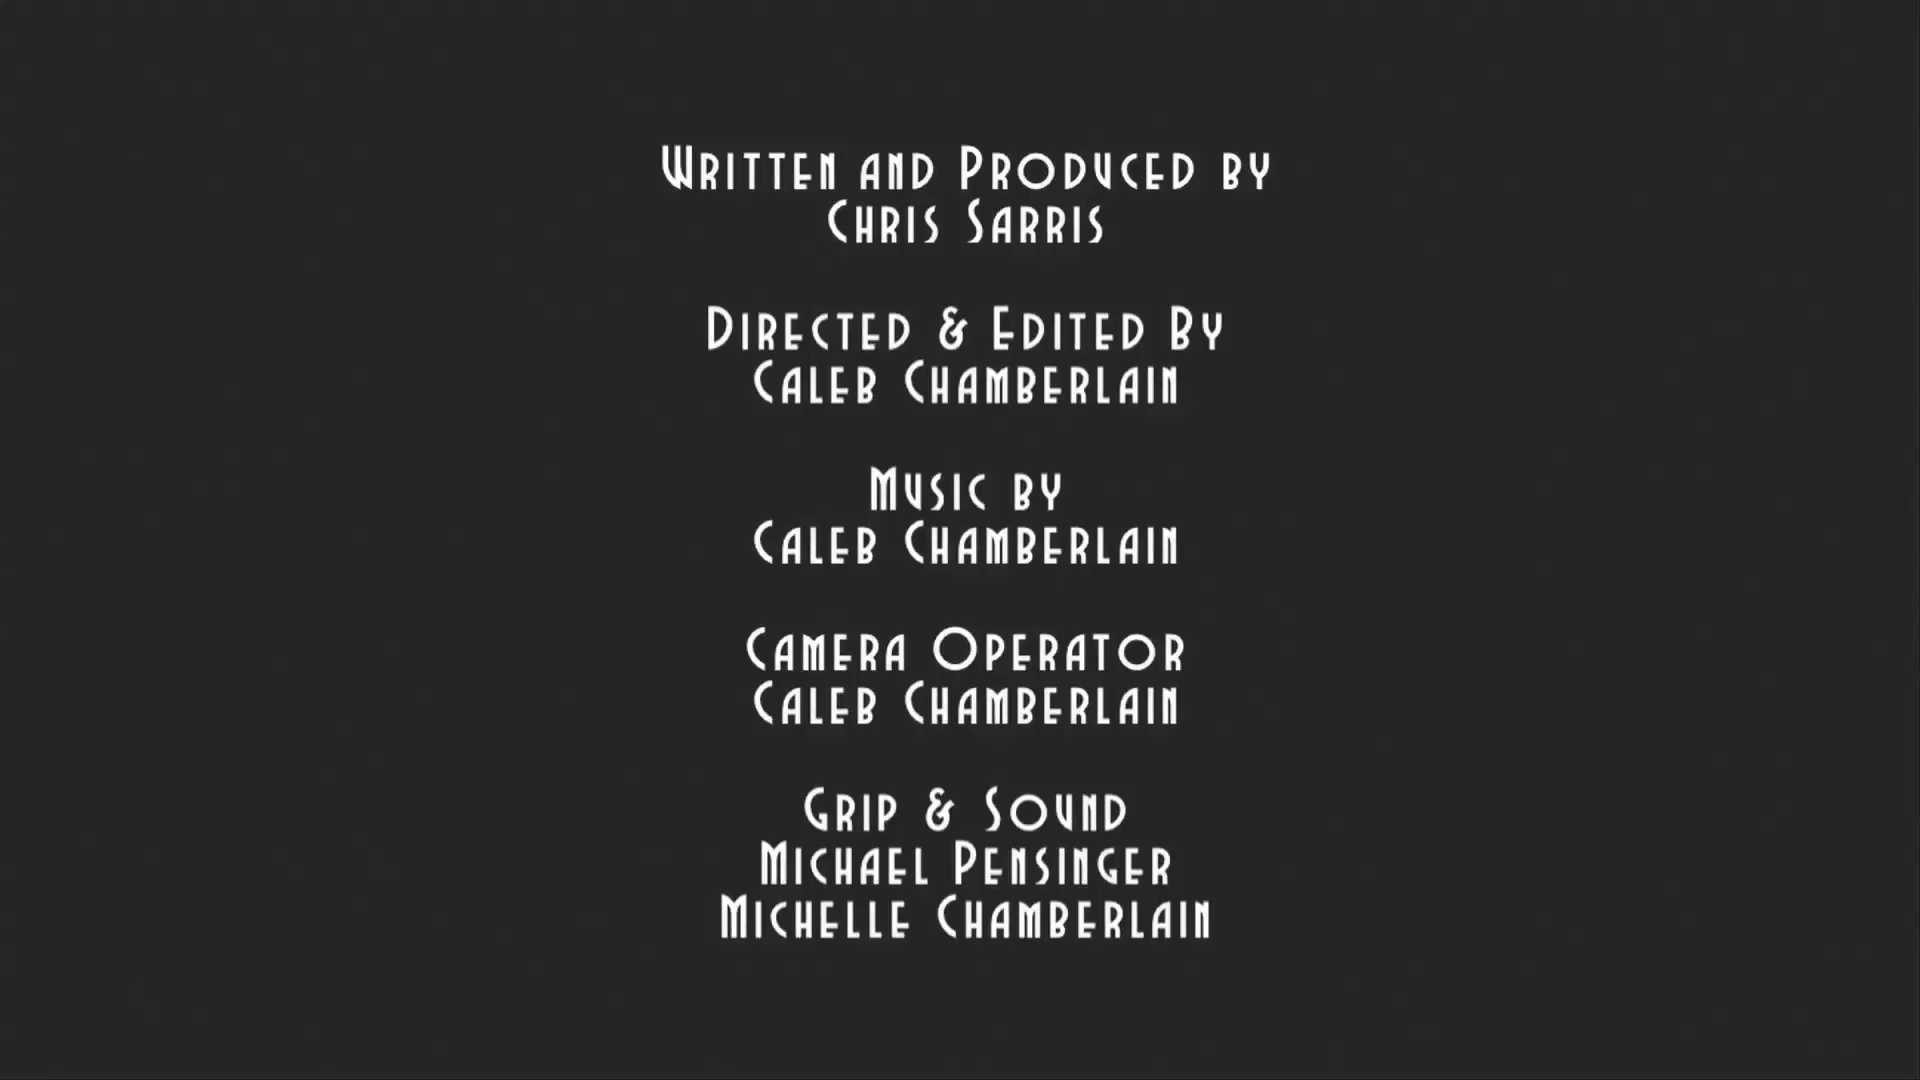 Written and Produced by
Chris Sarris
Directed & Edited By
Caleb Chamberlain
Music by
Caleb Chamberlain
Camera Operator
Caleb Chamberlain
Grip & Sound
Michael Pensinger
Michelle Chamberlain